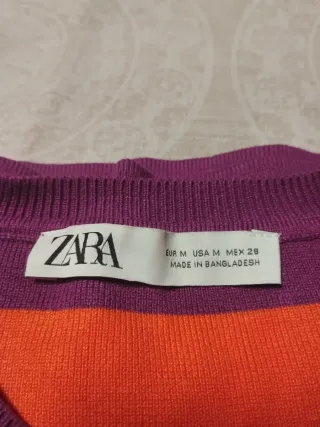 ZARA
EUR M USA M MEX 28
MADE IN BANGLADESH